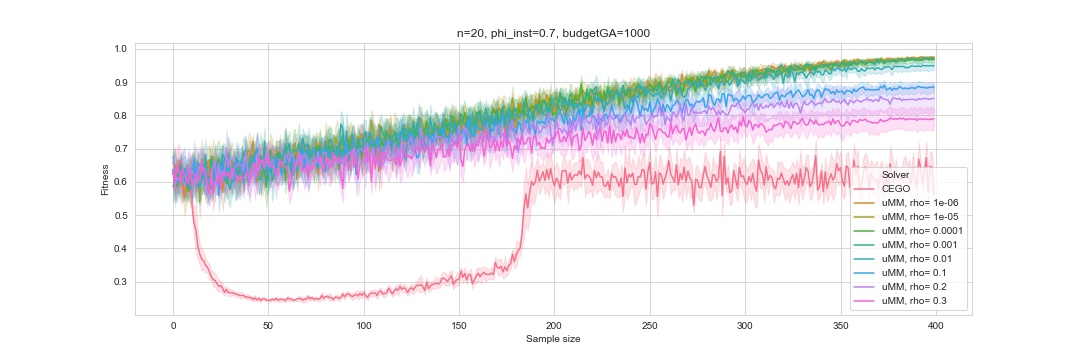 n=20, phi_inst=0.7, budgetGA=1000
1.0
0.9
0.8
0.7
0.6
0.5
0.4
0.3
Fitness
0 50 100 150 200 250 300 350 400
Sample size
Solver
CEGO
uMM, rho= 1e-06
uMM, rho= 1e-05
uMM, rho= 0.0001
uMM, rho= 0.001
uMM, rho= 0.01
uMM, rho= 0.1
uMM, rho= 0.2
uMM, rho= 0.3